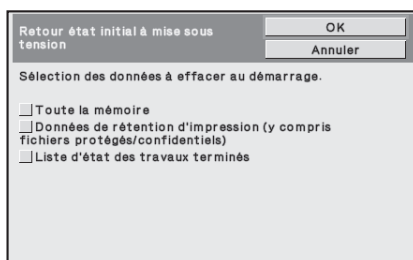 Retour état initial à mise sous
tension
OK
Annuler
Sélection des données à effacer au démarrage.
Toute la mémoire
Données de rétention d'impression (y compris
fichiers protégés/confidentiels)
Liste d'état des travaux terminés